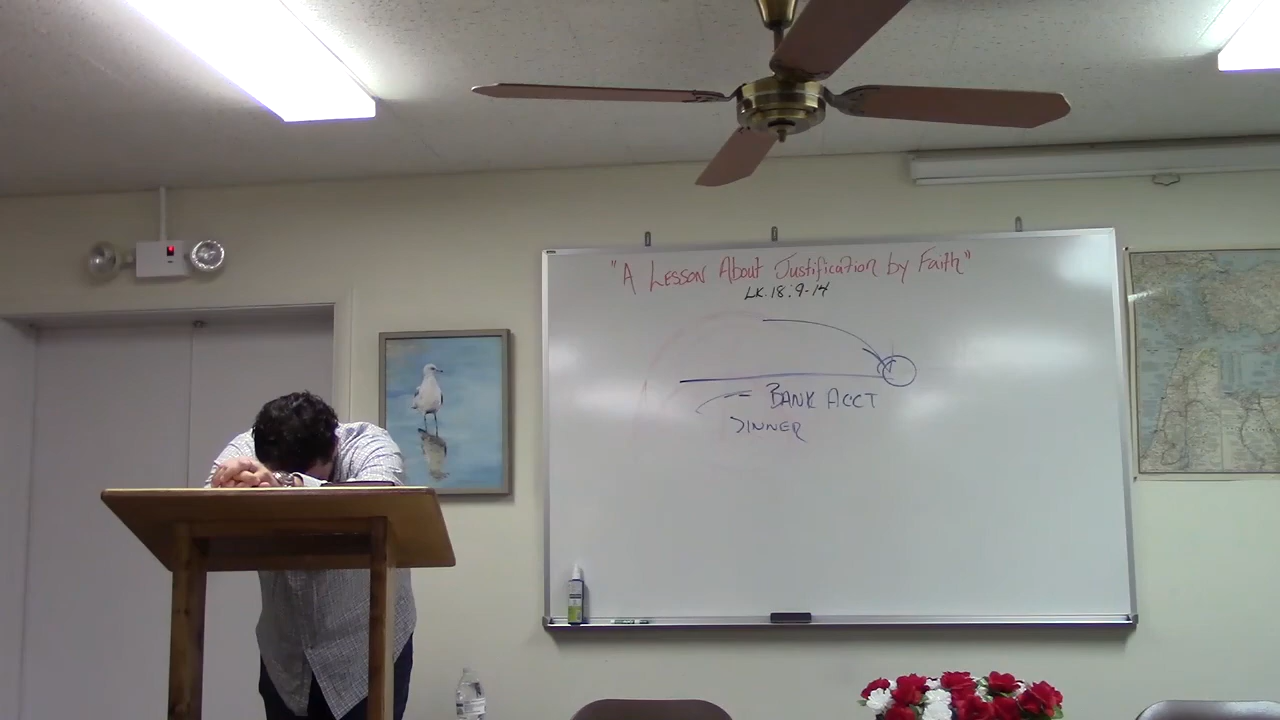 "A Lesson About Justification by Faith"
LK. 18:9-14
BANK ACCT
SINNER